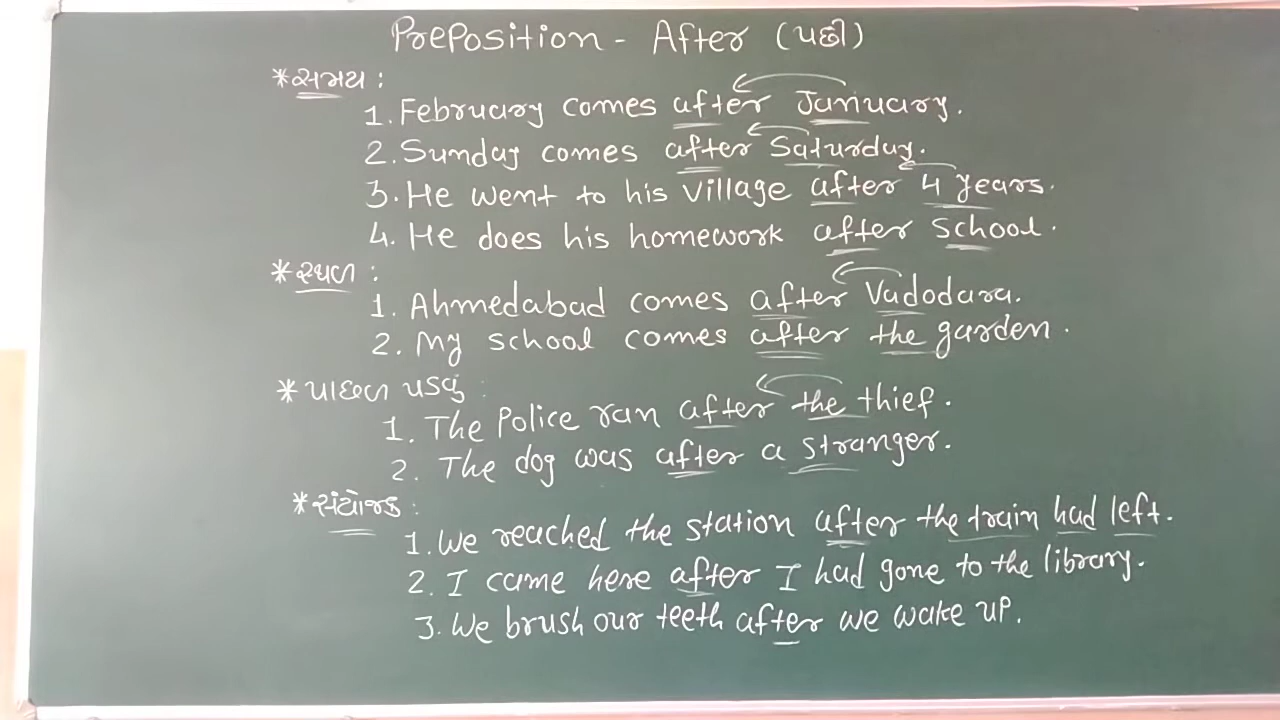 Preposition - After (પછી)
*સમય :
1. February comes after January.
2. Sunday comes after Saturday.
3. He went to his village after 4 years.
4. He does his homework after school.
*સ્થળ :
1. Ahmedabad comes after Vadodara.
2. My school comes after the garden.
* પાછળ પડવું :
1. The Police ran after the thief.
2. The dog was after a stranger.
*સંયોજક :
1. We reached the station after the train had left.
2. I came here after I had gone to the library.
3. We brush our teeth after we wake up.